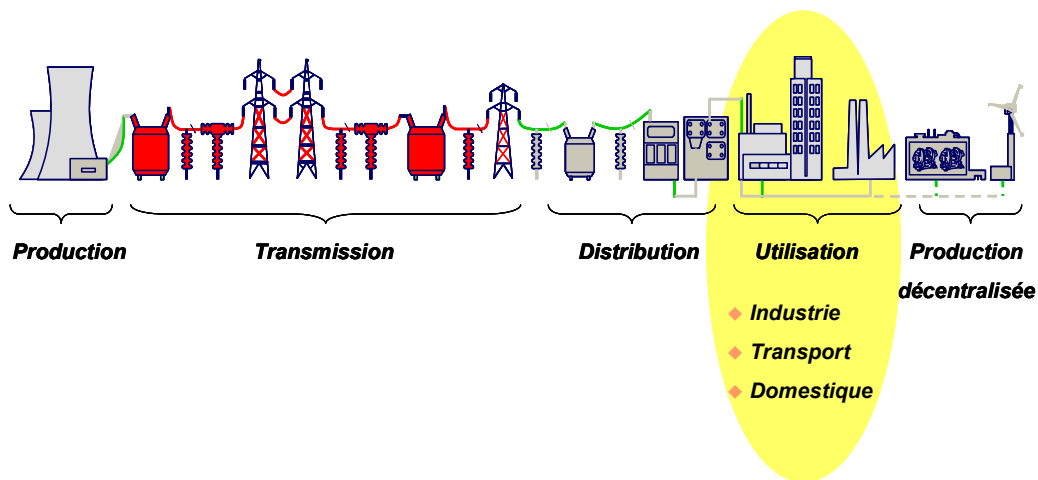 Production
Transmission
Distribution
Utilisation
Production
décentralisée
Industrie
Transport
Domestique